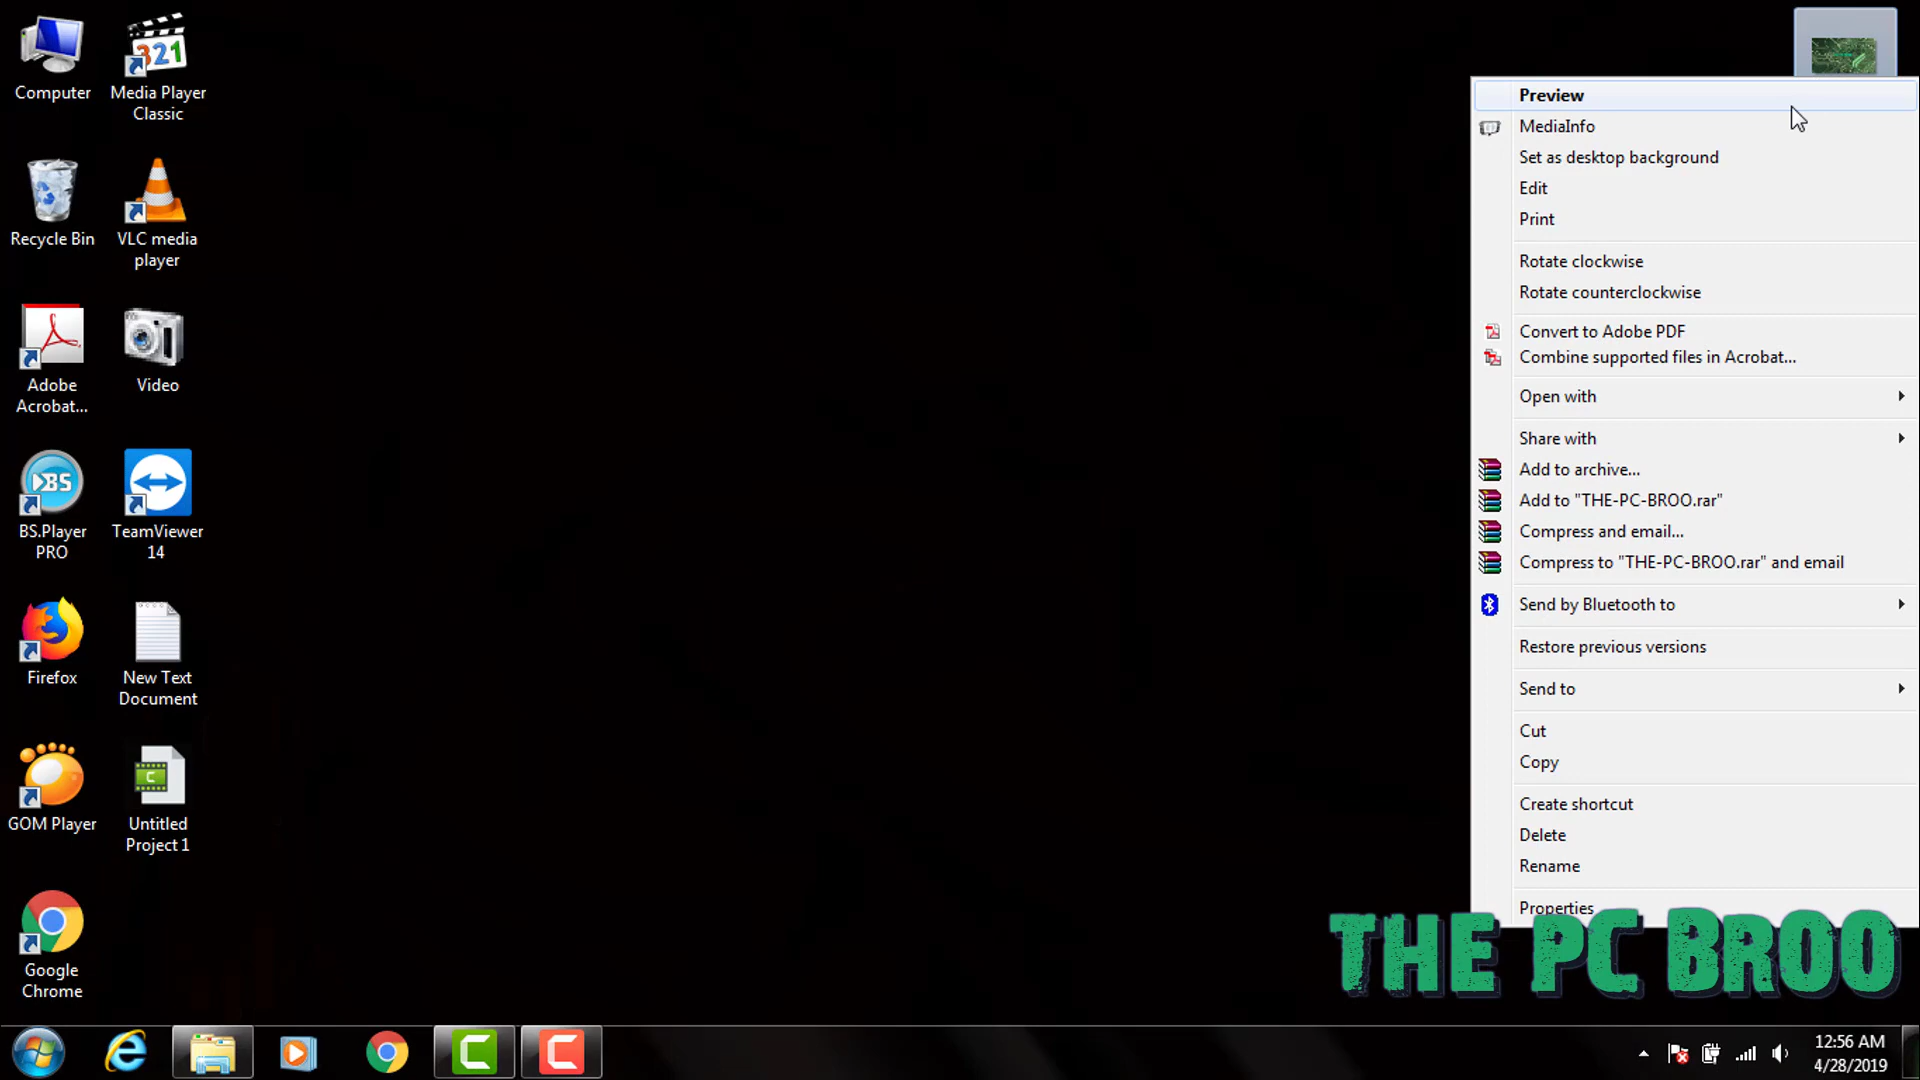 Computer
Media Player
Classic
321
Recycle Bin
VLC media
player
Adobe
Acrobat...
Video
BS
BS.Player
PRO
TeamViewer
14
Firefox
New Text
Document
C
GOM Player
Untitled
Project 1
Google
Chrome
Preview
MediaInfo
Set as desktop background
Edit
Print
Rotate clockwise
Rotate counterclockwise
Convert to Adobe PDF
Combine supported files in Acrobat...
Open with
Share with
Add to archive...
Add to "THE-PC-BROO.rar"
Compress and email...
Compress to "THE-PC-BROO.rar" and email
Send by Bluetooth to
Restore previous versions
Send to
Cut
Copy
Create shortcut
Delete
Rename
Properties
THE PC BROO
C
C
12:56 AM
4/28/2019